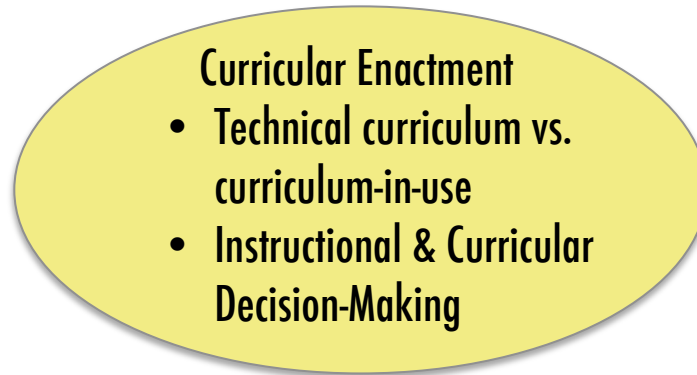 Curricular Enactment
• Technical curriculum vs.
curriculum-in-use
• Instructional & Curricular
Decision-Making